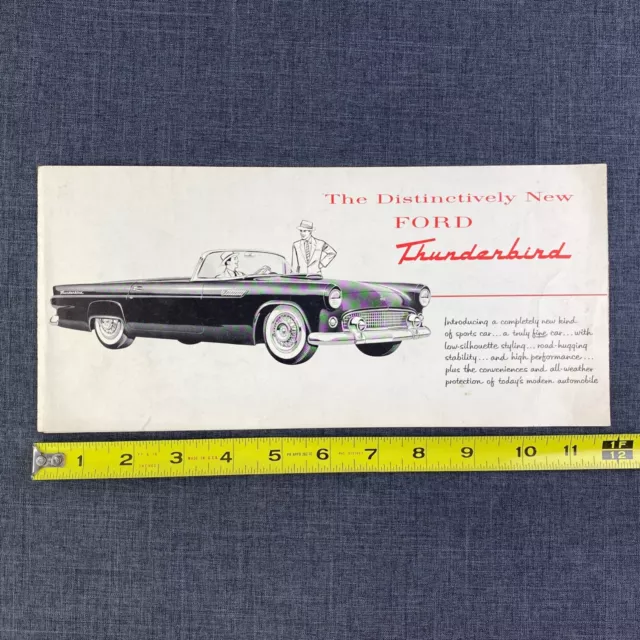 The Distinctively New
FORD
Thunderbird
Introducing a completely new kind
of sports car... a truly fine car... with
low-silhouette styling... road-hugging
stability... and high performance...
plus the conveniences and all-weather
protection of today's modern automobile
1 2 3 4 5 6 7 8 9 10 11 1F
12
MADE IN U.S.A.